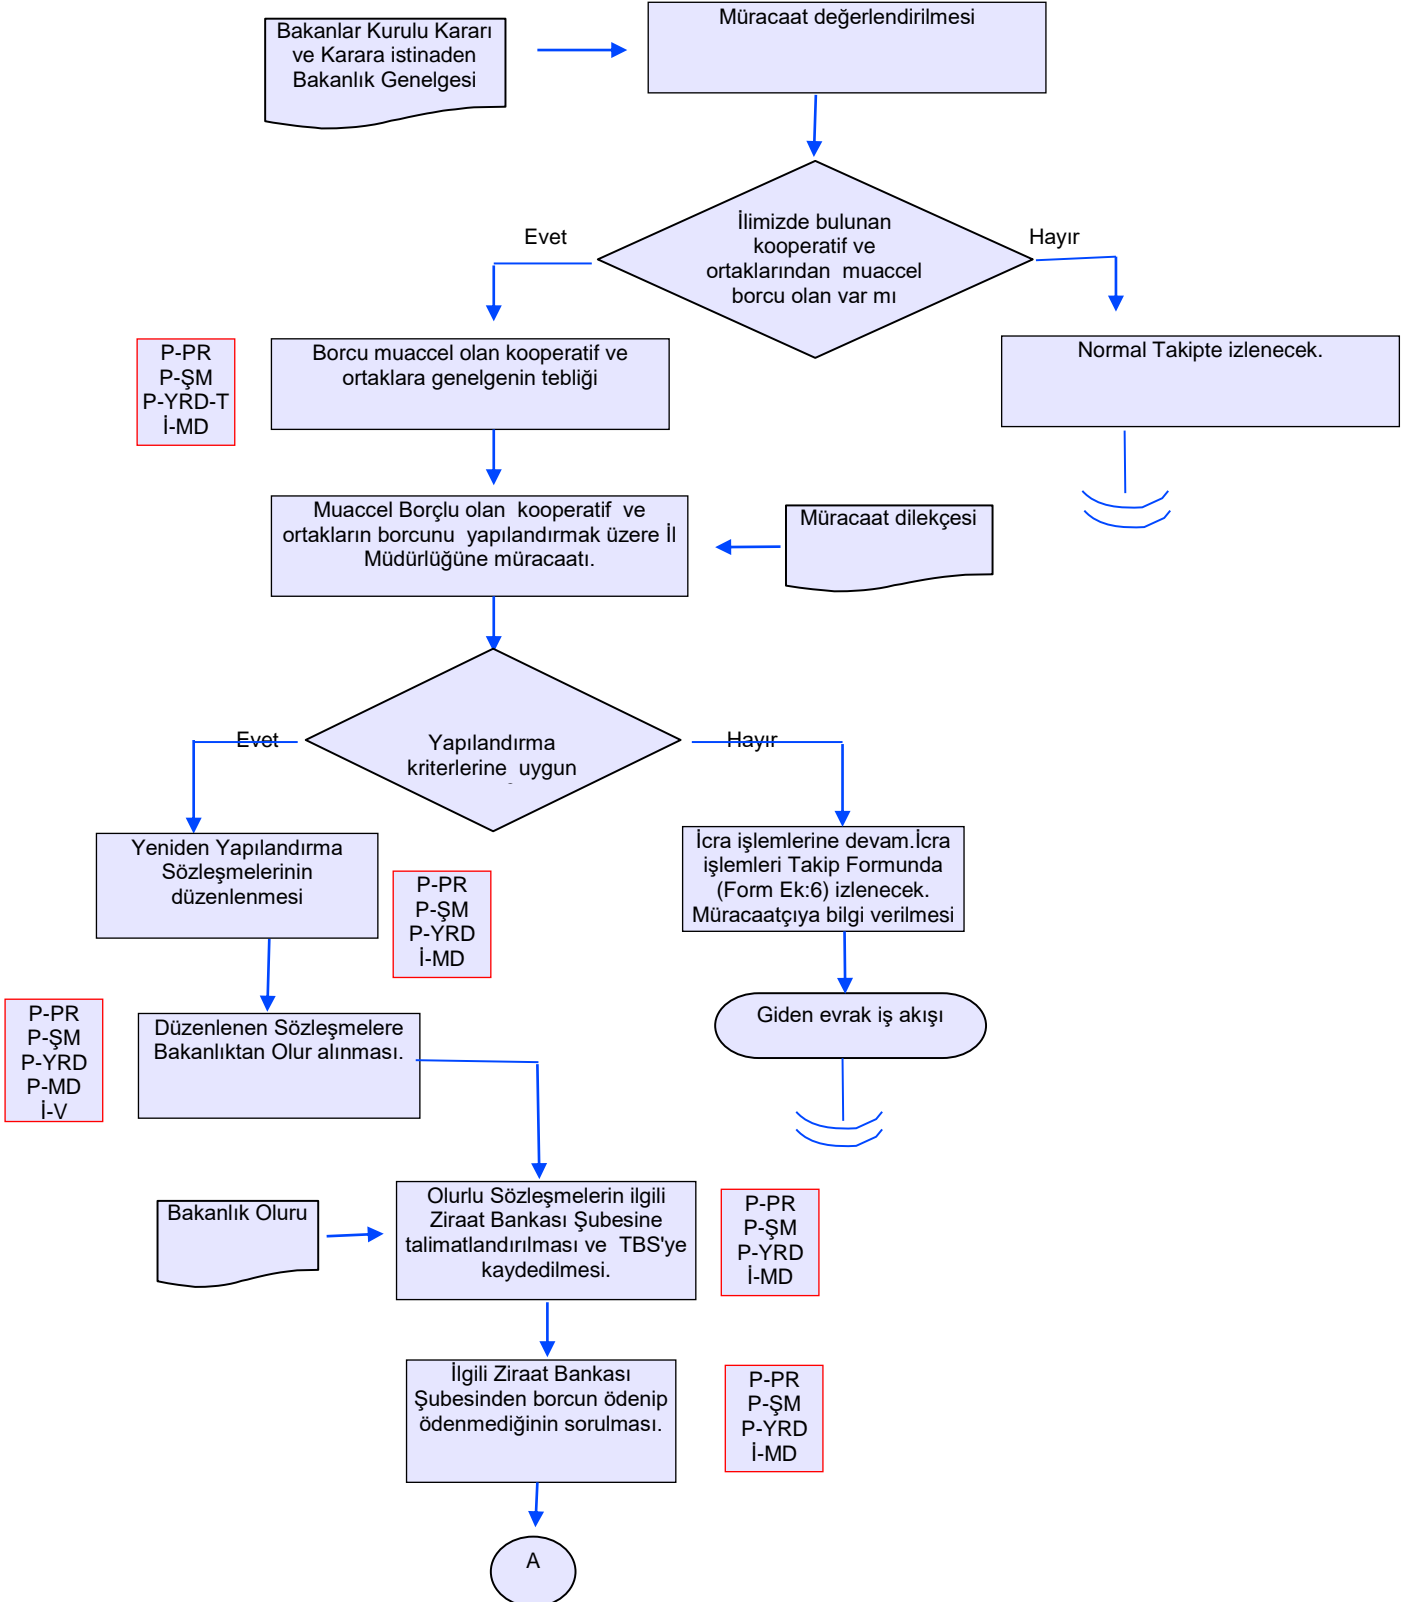 Müracaat değerlendirilmesi
Bakanlar Kurulu Kararı
ve Karara istinaden
Bakanlık Genelgesi
İlimizde bulunan
kooperatif ve
ortaklarından  muaccel
borcu olan var mı
Evet
Hayır
P-PR
P-ŞM
P-YRD-T
İ-MD
Borcu muaccel olan kooperatif ve
ortaklara genelgenin tebliği
Normal Takipte izlenecek.
Muaccel Borçlu olan  kooperatif  ve
ortakların borcunu  yapılandırmak üzere İl
Müdürlüğüne müracaatı.
Müracaat dilekçesi
Evet
Yapılandırma
kriterlerine  uygun
Hayır
Yeniden Yapılandırma
Sözleşmelerinin
düzenlenmesi
P-PR
P-ŞM
P-YRD
İ-MD
İcra işlemlerine devam.İcra
işlemleri Takip Formunda
(Form Ek:6) izlenecek.
Müracaatçıya bilgi verilmesi
P-PR
P-ŞM
P-YRD
P-MD
İ-V
Düzenlenen Sözleşmelere
Bakanlıktan Olur alınması.
Giden evrak iş akışı
Bakanlık Oluru
Olurlu Sözleşmelerin ilgili
Ziraat Bankası Şubesine
talimatlandırılması ve  TBS'ye
kaydedilmesi.
P-PR
P-ŞM
P-YRD
İ-MD
İlgili Ziraat Bankası
Şubesinden borcun ödenip
ödenmediğinin sorulması.
P-PR
P-ŞM
P-YRD
İ-MD
A